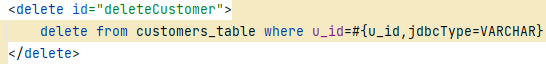 <delete id="deleteCustomer">
    delete from customers_table where u_id=#{u_id,jdbcType=VARCHAR}
</delete>